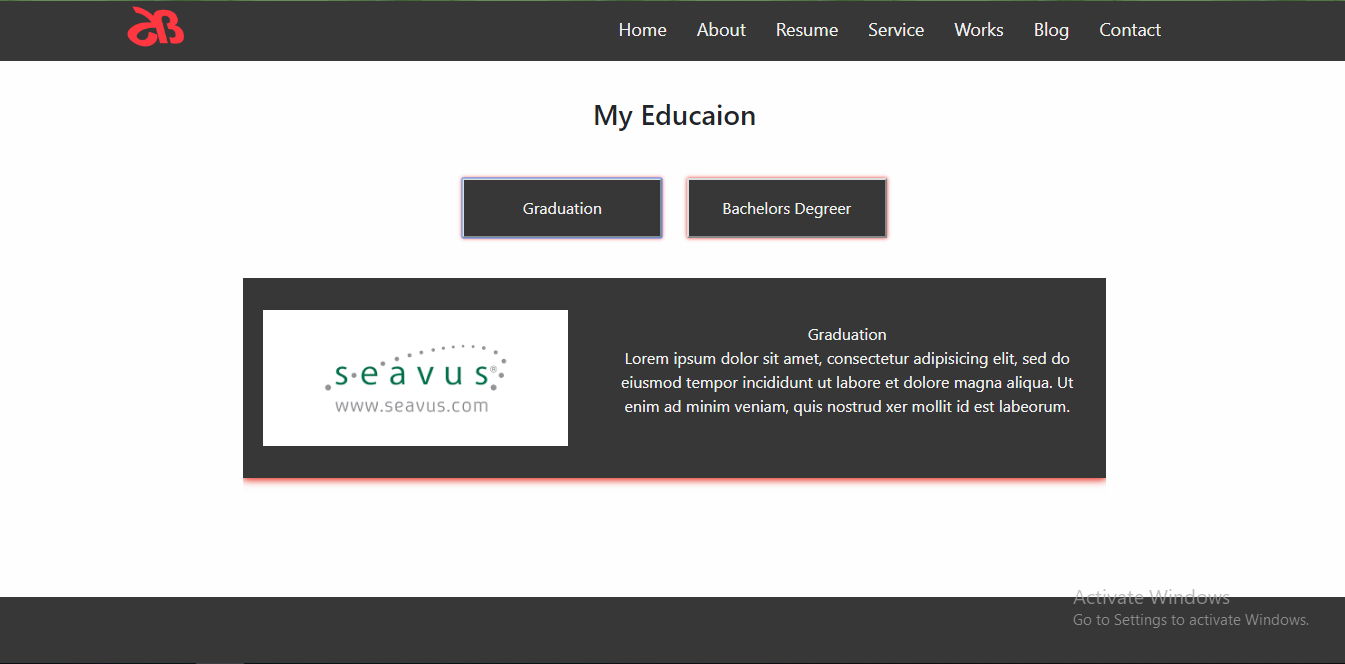 Home About Resume Service Works Blog Contact
My Educaion
Graduation
Bachelors Degreer
seavus®
www.seavus.com
Graduation
Lorem ipsum dolor sit amet, consectetur adipisicing elit, sed do
eiusmod tempor incididunt ut labore et dolore magna aliqua. Ut
enim ad minim veniam, quis nostrud xer mollit id est labeorum.
Activate Windows
Go to Settings to activate Windows.